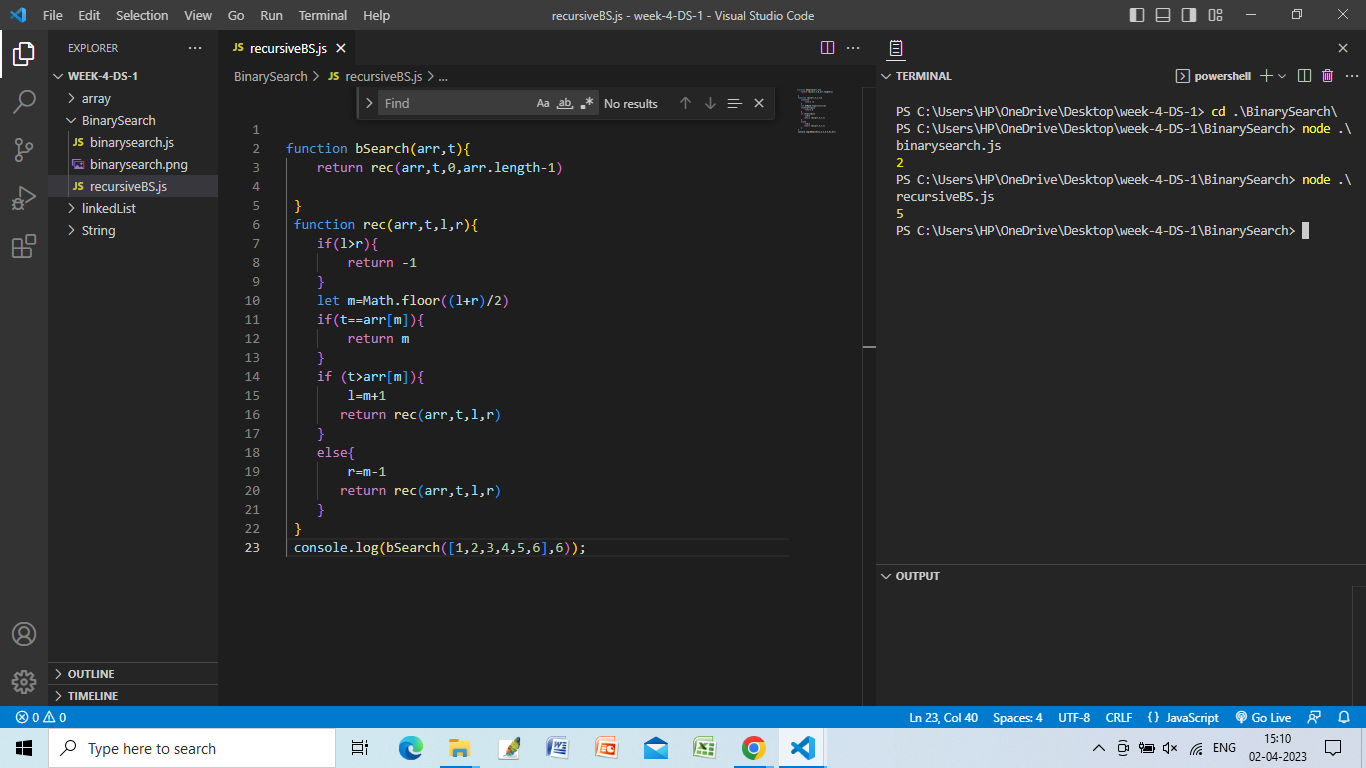 File Edit Selection View Go Run Terminal Help
recursiveBS.js - week-4-DS-1 - Visual Studio Code
EXPLORER
WEEK-4-DS-1
array
BinarySearch
JS binarysearch.js
binarysearch.png
JS recursiveBS.js
linkedList
String
OUTLINE
TIMELINE
JS recursiveBS.js
BinarySearch > JS recursiveBS.js > ...
Find Aa ab No results
1
2 function bSearch(arr,t){
3 return rec(arr,t,0,arr.length-1)
4
5 }
6 function rec(arr,t,l,r){
7 if(l>r){
8 return -1
9 }
10 let m=Math.floor((l+r)/2)
11 if(t==arr[m]){
12 return m
13 }
14 if (t>arr[m]){
15 l=m+1
16 return rec(arr,t,l,r)
17 }
18 else{
19 r=m-1
20 return rec(arr,t,l,r)
21 }
22 }
23 console.log(bSearch([1,2,3,4,5,6],6));
TERMINAL
powershell
PS C:\Users\HP\OneDrive\Desktop\week-4-DS-1> cd .\BinarySearch\
PS C:\Users\HP\OneDrive\Desktop\week-4-DS-1\BinarySearch> node .\
binarysearch.js
2
PS C:\Users\HP\OneDrive\Desktop\week-4-DS-1\BinarySearch> node .\
recursiveBS.js
5
PS C:\Users\HP\OneDrive\Desktop\week-4-DS-1\BinarySearch>
OUTPUT
0 0
Ln 23, Col 40 Spaces: 4 UTF-8 CRLF {} JavaScript Go Live
Type here to search
ENG
15:10
02-04-2023